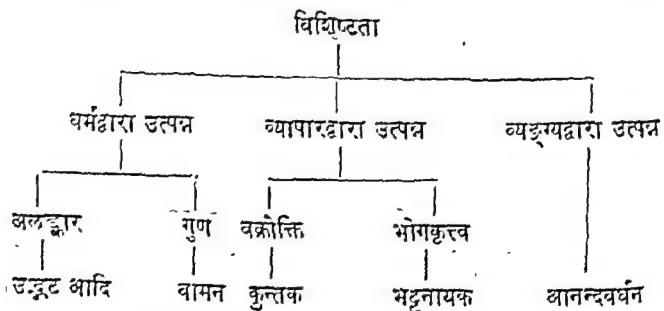 विशिष्टता
धर्मद्वारा उत्पन्न व्यापारद्वारा उत्पन्न व्यङ्ग्यद्वारा उत्पन्न
अलङ्कार गुण वक्रोक्ति भोगकृत्त्व
उद्भट आदि वामन कुन्तक भट्टनायक आनन्दवर्धन